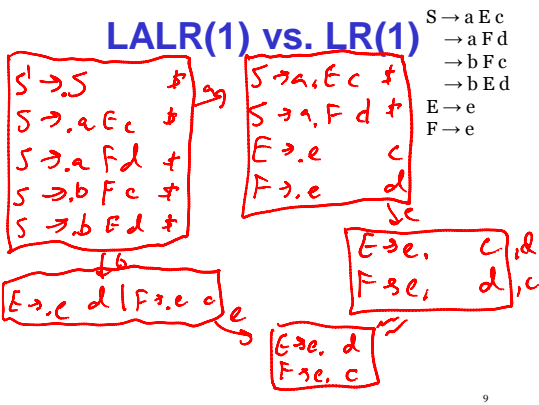 LALR(1) vs. LR(1)
S → a E c
→ a F d
→ b F c
→ b E d
E → e
F → e
S' → .S $
S → .a E c $
S → .a F d $
S → .b F c $
S → .b E d $
a
S → a. E c $
S → a. F d $
E → .e c
F → .e d
b
e
E → .e d | F → .e c
e
E → e. c ,d
F → e. d ,c
E → e. d
F → e. c
9